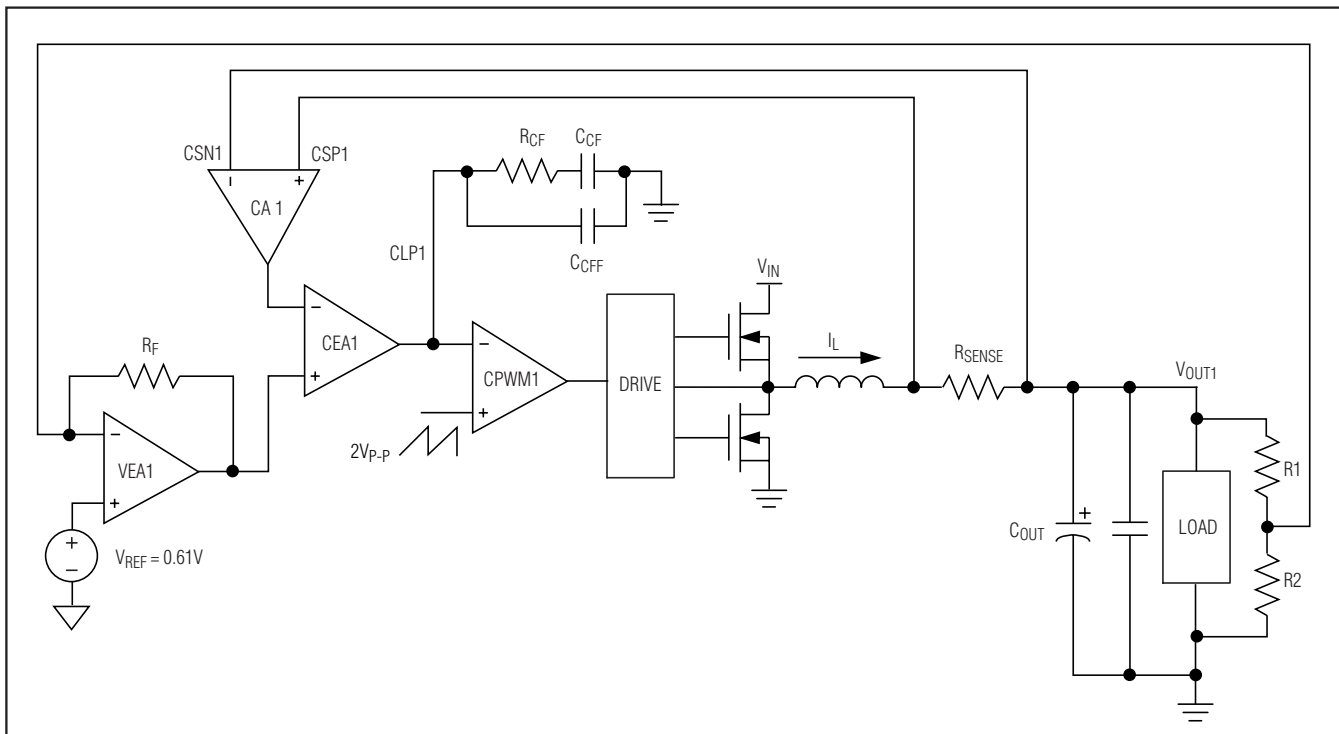 CSN1
CSP1
R_CF
C_CF
−
+
CA 1
CLP1
C_CFF
V_IN
−
CEA1
+
−
CPWM1
+
2V_P-P
DRIVE
I_L
R_SENSE
V_OUT1
R_F
−
VEA1
+
+
−
V_REF = 0.61V
C_OUT
+
LOAD
R1
R2